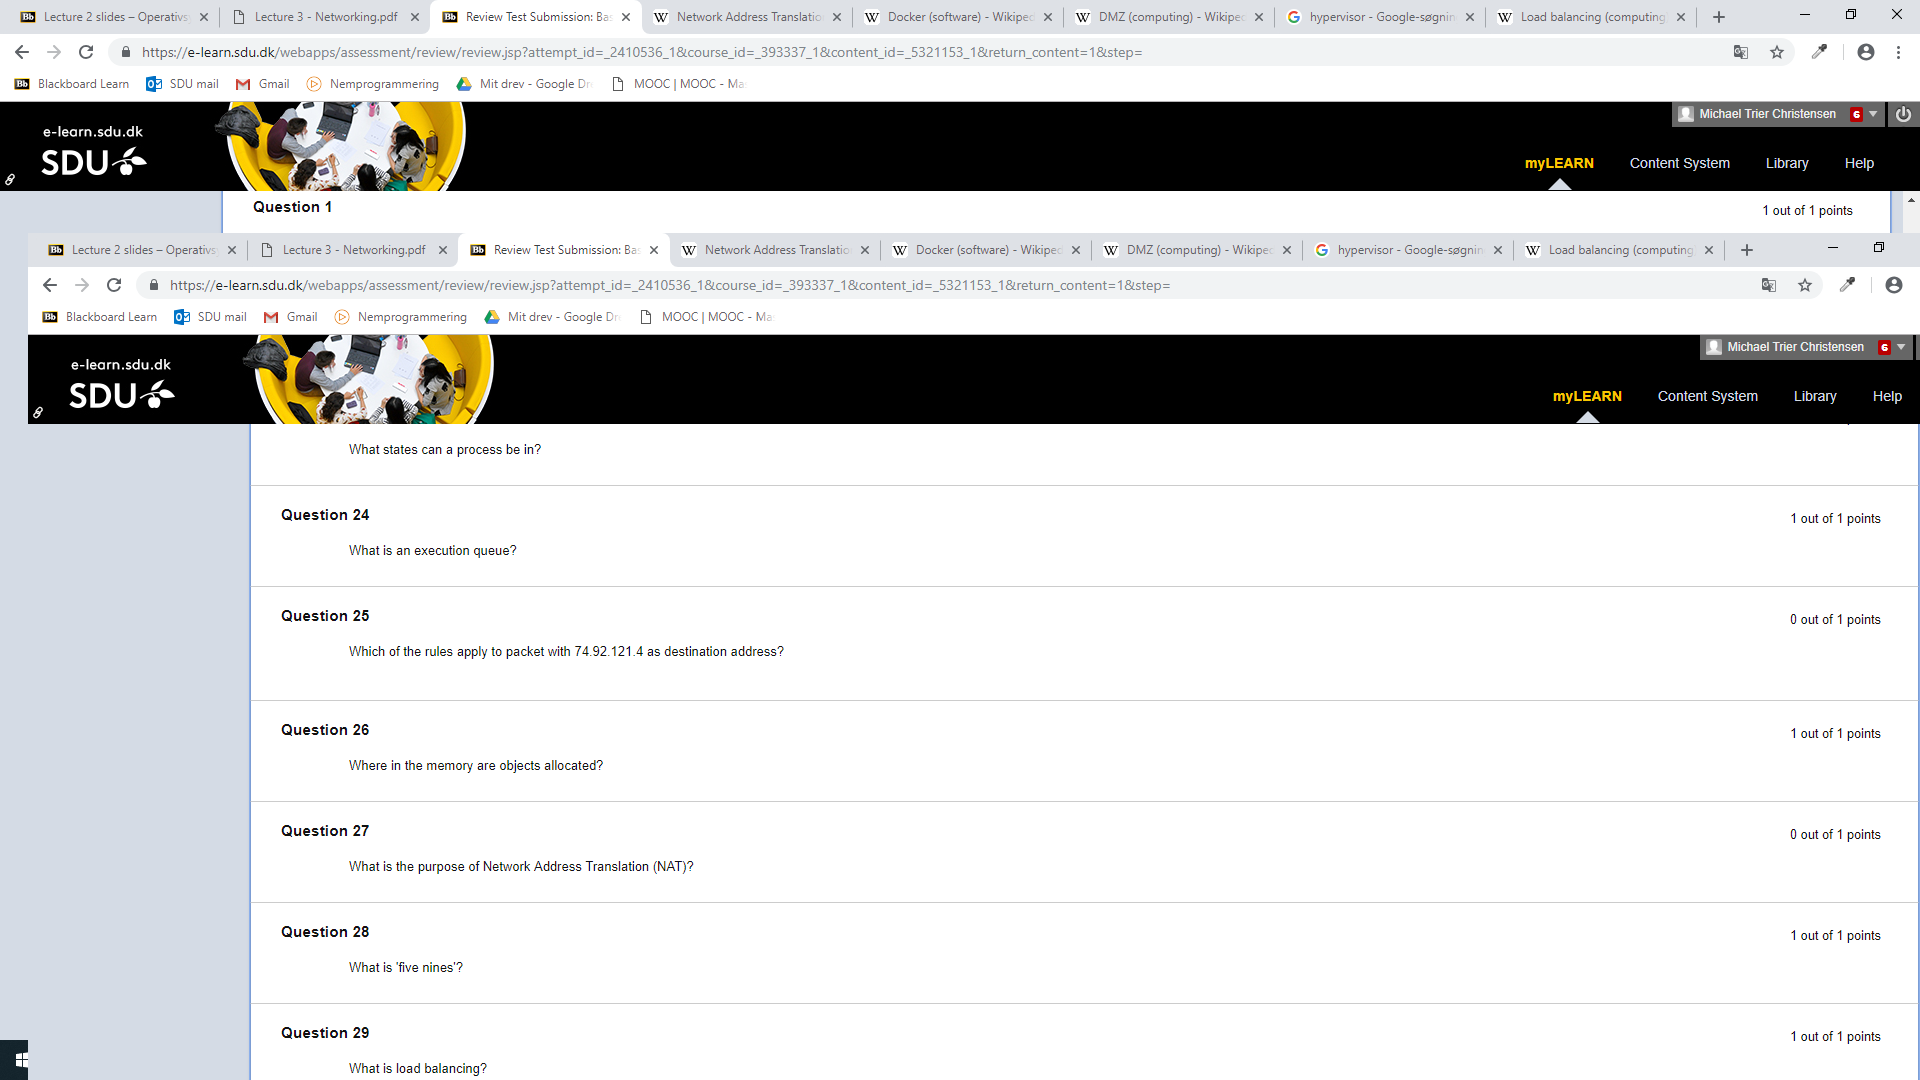 Lecture 2 slides – Operativs
Lecture 3 - Networking.pdf
Review Test Submission: Bas
Network Address Translation
Docker (software) - Wikiped
DMZ (computing) - Wikiped
hypervisor - Google-søgnin
Load balancing (computing
https://e-learn.sdu.dk/webapps/assessment/review/review.jsp?attempt_id=_2410536_1&course_id=_393337_1&content_id=_5321153_1&return_content=1&step=
Blackboard Learn
SDU mail
Gmail
Nemprogrammering
Mit drev - Google Dr
MOOC | MOOC - Ma
e-learn.sdu.dk
SDU
Michael Trier Christensen 6
myLEARN
Content System
Library
Help
Question 1
1 out of 1 points
Lecture 2 slides – Operativs
Lecture 3 - Networking.pdf
Review Test Submission: Bas
Network Address Translation
Docker (software) - Wikiped
DMZ (computing) - Wikiped
hypervisor - Google-søgnin
Load balancing (computing
https://e-learn.sdu.dk/webapps/assessment/review/review.jsp?attempt_id=_2410536_1&course_id=_393337_1&content_id=_5321153_1&return_content=1&step=
Blackboard Learn
SDU mail
Gmail
Nemprogrammering
Mit drev - Google Dr
MOOC | MOOC - Ma
e-learn.sdu.dk
SDU
Michael Trier Christensen 6
myLEARN
Content System
Library
Help
What states can a process be in?
Question 24
1 out of 1 points
What is an execution queue?
Question 25
0 out of 1 points
Which of the rules apply to packet with 74.92.121.4 as destination address?
Question 26
1 out of 1 points
Where in the memory are objects allocated?
Question 27
0 out of 1 points
What is the purpose of Network Address Translation (NAT)?
Question 28
1 out of 1 points
What is 'five nines'?
Question 29
1 out of 1 points
What is load balancing?